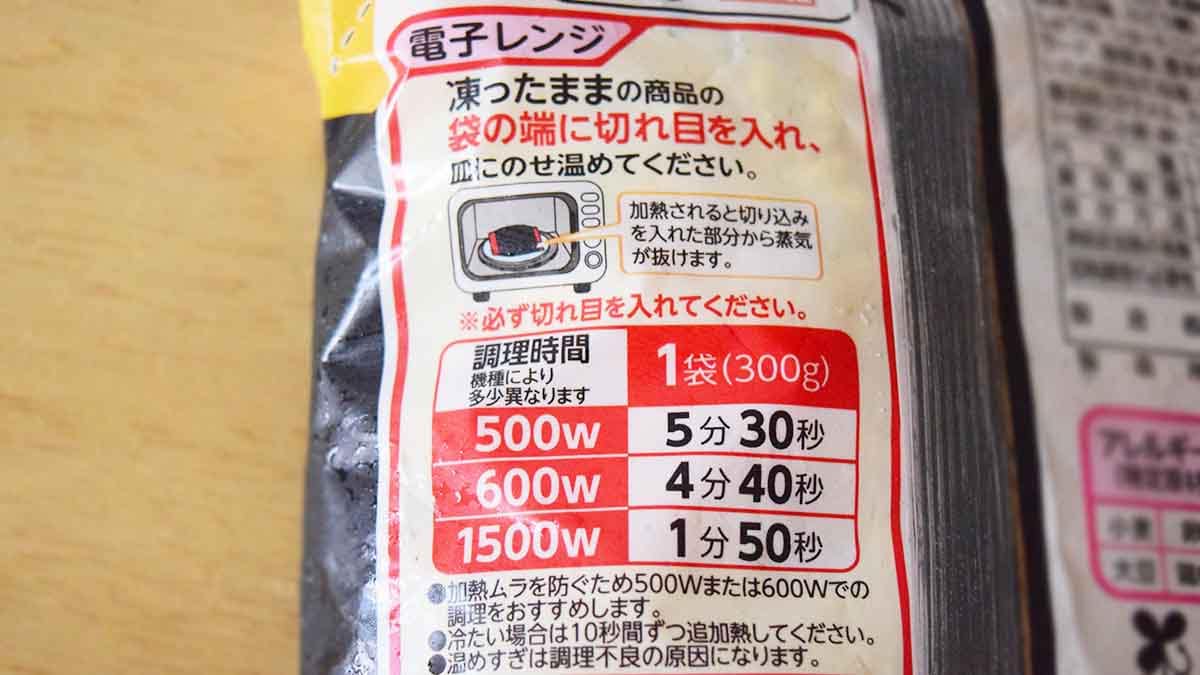 電子レンジ
凍ったままの商品の
袋の端に切れ目を入れ、
皿にのせ温めてください。
加熱されると切り込み
を入れた部分から蒸気
が抜けます。
※必ず切れ目を入れてください。
調理時間
機種により
多少異なります
1袋(300g)
500W 5分30秒
600W 4分40秒
1500W 1分50秒
●加熱ムラを防ぐため500Wまたは600Wでの
調理をおすすめします。
●冷たい場合は10秒間ずつ追加熱してください。
●温めすぎは調理不良の原因になります。
アレルギー
小麦
大豆